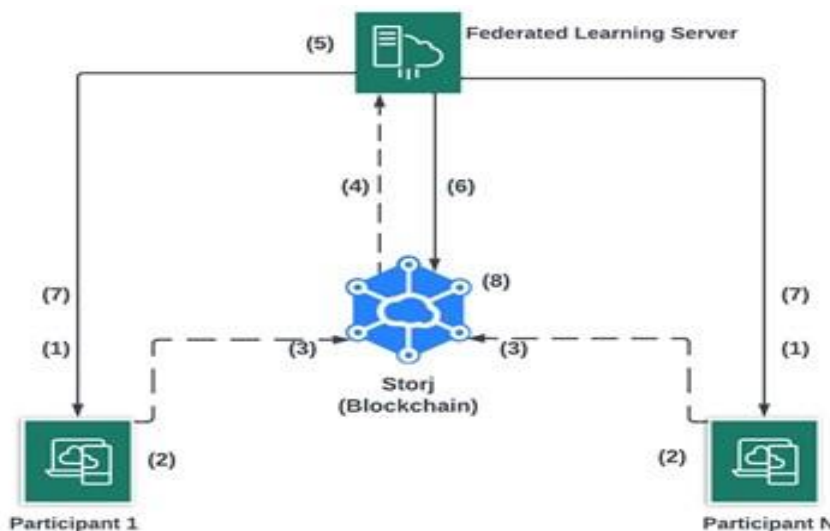 (5)
Federated Learning Server
(4)
(6)
(8)
(7)
(7)
(1)
(3)
(3)
(1)
Storj
(Blockchain)
(2)
(2)
Participant 1
Participant N